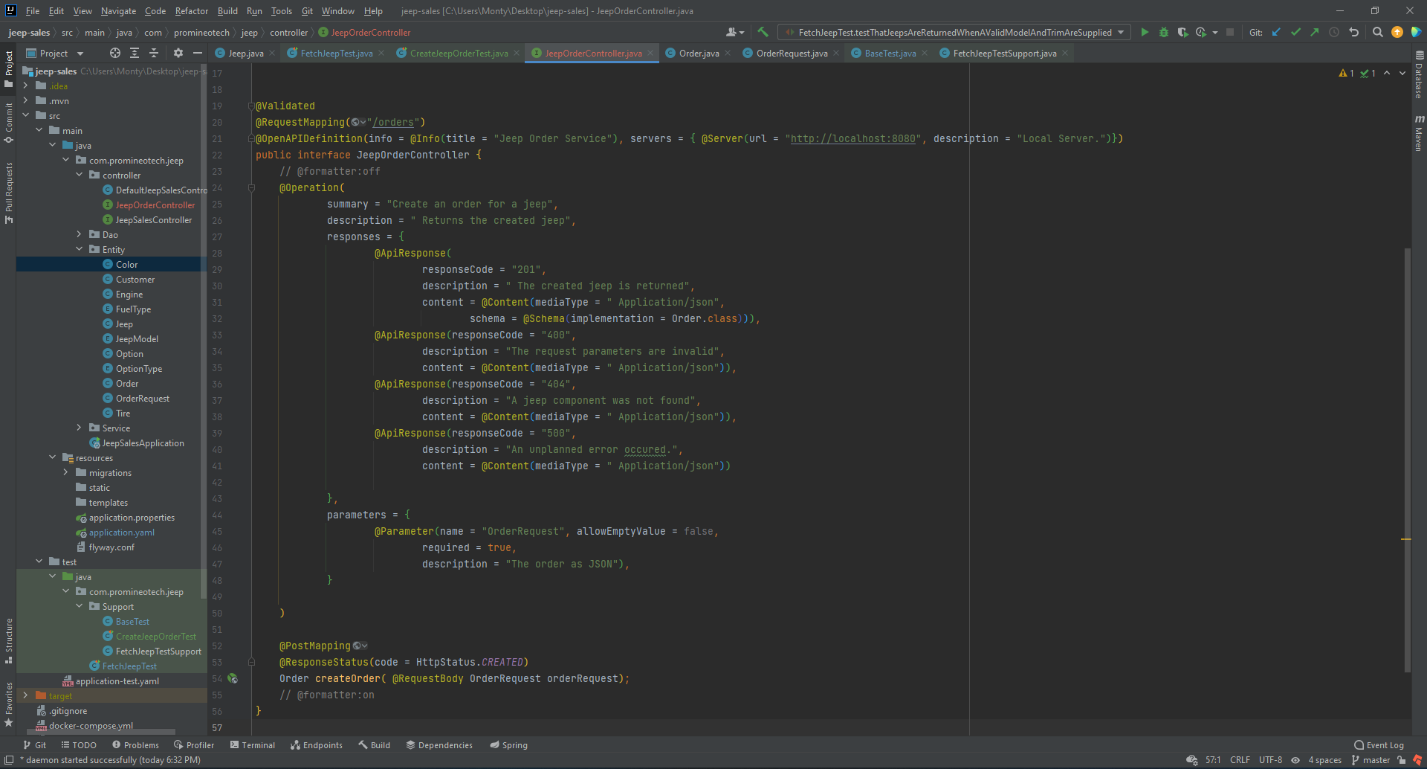 File Edit View Navigate Code Refactor Build Run Tools Git Window Help jeep-sales [C:\Users\Monty\Desktop\jeep-sales] - JeepOrderController.java
jeep-sales src main java com promineotech jeep controller JeepOrderController FetchJeepTest.testThatJeepsAreReturnedWhenAValidModelAndTrimAreSupplied Git:
Project Jeep.java FetchJeepTest.java CreateJeepOrderTest.java JeepOrderController.java Order.java OrderRequest.java BaseTest.java FetchJeepTestSupport.java
Project
Commit
Pull Requests
Structure
Favorites
jeep-sales C:\Users\Monty\Desktop\jeep-s
.idea
.mvn
src
main
java
com.promineotech.jeep
controller
DefaultJeepSalesContro
JeepOrderController
JeepSalesController
Dao
Entity
Color
Customer
Engine
FuelType
Jeep
JeepModel
Option
OptionType
Order
OrderRequest
Tire
Service
JeepSalesApplication
resources
migrations
static
templates
application.properties
application.yaml
flyway.conf
test
java
com.promineotech.jeep
Support
BaseTest
CreateJeepOrderTest
FetchJeepTestSupport
FetchJeepTest
application-test.yaml
target
.gitignore
docker-compose.yml
17
18
19 @Validated
20 @RequestMapping("/orders")
21 @OpenAPIDefinition(info = @Info(title = "Jeep Order Service"), servers = { @Server(url = "http://localhost:8080", description = "Local Server.")})
22 public interface JeepOrderController {
23 // @formatter:off
24 @Operation(
25 summary = "Create an order for a jeep",
26 description = " Returns the created jeep",
27 responses = {
28 @ApiResponse(
29 responseCode = "201",
30 description = " The created jeep is returned",
31 content = @Content(mediaType = " Application/json",
32 schema = @Schema(implementation = Order.class))),
33 @ApiResponse(responseCode = "400",
34 description = "The request parameters are invalid",
35 content = @Content(mediaType = " Application/json")),
36 @ApiResponse(responseCode = "404",
37 description = "A jeep component was not found",
38 content = @Content(mediaType = " Application/json")),
39 @ApiResponse(responseCode = "500",
40 description = "An unplanned error occured.",
41 content = @Content(mediaType = " Application/json"))
42
43 },
44 parameters = {
45 @Parameter(name = "OrderRequest", allowEmptyValue = false,
46 required = true,
47 description = "The order as JSON"),
48 }
49
50 )
51
52 @PostMapping
53 @ResponseStatus(code = HttpStatus.CREATED)
54 Order createOrder( @RequestBody OrderRequest orderRequest);
55 // @formatter:on
56 }
57
1 1
Database
Maven
Git TODO Problems Profiler Terminal Endpoints Build Dependencies Spring Event Log
* daemon started successfully (today 6:32 PM) 57:1 CRLF UTF-8 4 spaces master